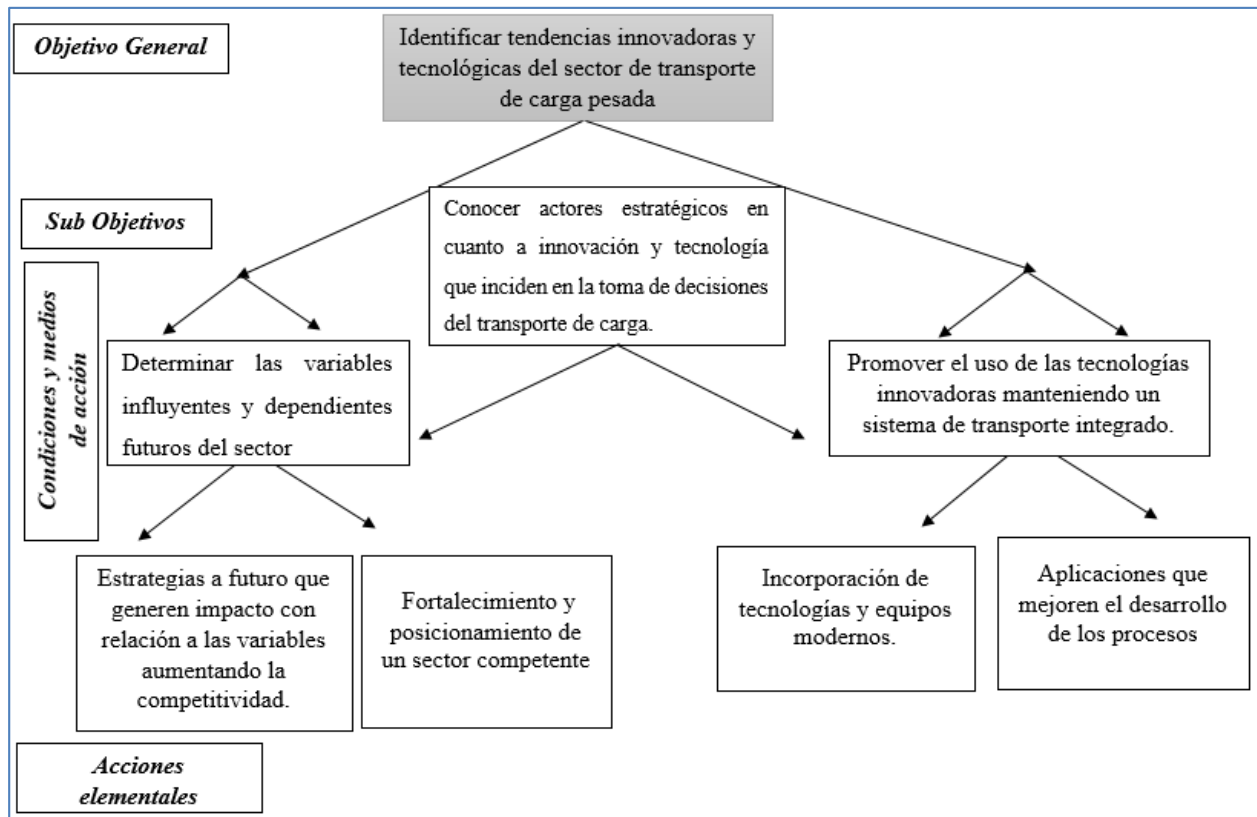 Objetivo General
Identificar tendencias innovadoras y
tecnológicas del sector de transporte
de carga pesada
Sub Objetivos
Conocer actores estratégicos en
cuanto a innovación y tecnología
que inciden en la toma de decisiones
del transporte de carga.
Condiciones y medios
de acción
Determinar las variables
influyentes y dependientes
futuros del sector
Promover el uso de las tecnologías
innovadoras manteniendo un
sistema de transporte integrado.
Estrategias a futuro que
generen impacto con
relación a las variables
aumentando la
competitividad.
Fortalecimiento y
posicionamiento de
un sector competente
Incorporación de
tecnologías y equipos
modernos.
Aplicaciones que
mejoren el desarrollo
de los procesos
Acciones
elementales